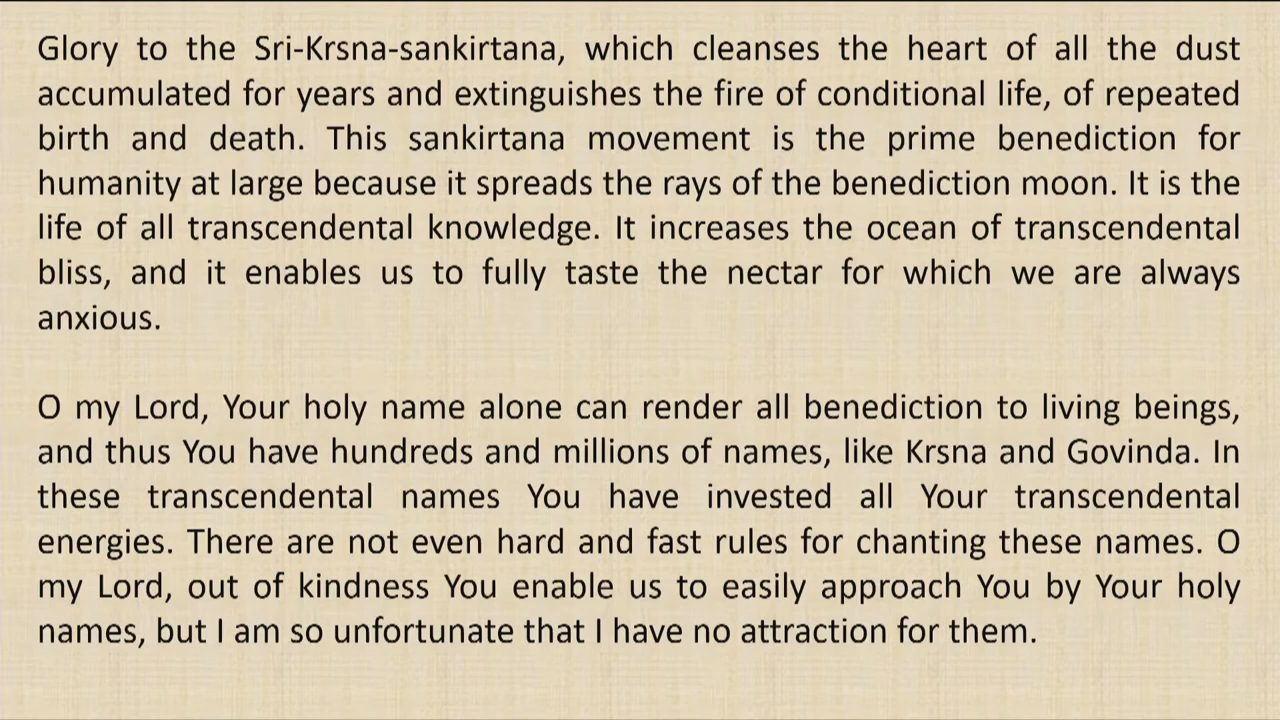 Glory to the Sri-Krsna-sankirtana, which cleanses the heart of all the dust
accumulated for years and extinguishes the fire of conditional life, of repeated
birth and death. This sankirtana movement is the prime benediction for
humanity at large because it spreads the rays of the benediction moon. It is the
life of all transcendental knowledge. It increases the ocean of transcendental
bliss, and it enables us to fully taste the nectar for which we are always
anxious.
O my Lord, Your holy name alone can render all benediction to living beings,
and thus You have hundreds and millions of names, like Krsna and Govinda. In
these transcendental names You have invested all Your transcendental
energies. There are not even hard and fast rules for chanting these names. O
my Lord, out of kindness You enable us to easily approach You by Your holy
names, but I am so unfortunate that I have no attraction for them.